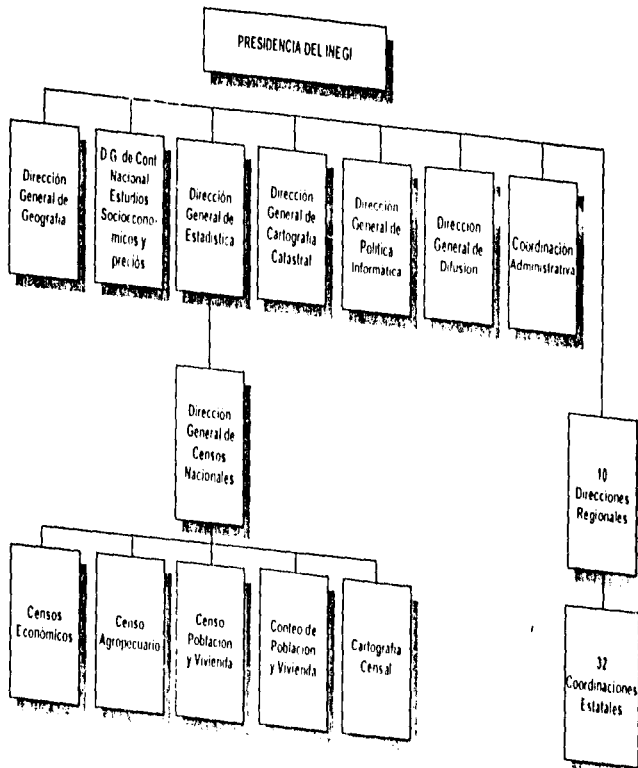 PRESIDENCIA DEL INEGI
Dirección
General de
Geografía
D.G. de Cont
Nacional
Estudios
Socioecono-
micos y
preciós
Dirección
General de
Estadística
Dirección
General de
Cartografía
Catastral
Dirección
General de
Política
Informática
Dirección
General de
Difusión
Coordinación
Administrativa
Dirección
General de
Censos
Nacionales
10
Direcciones
Regionales
Censos
Económicos
Censo
Agropecuario
Censo
Población
y Vivienda
Conteo de
Población
y Vivienda
Cartografía
Censal
32
Coordinaciones
Estatales